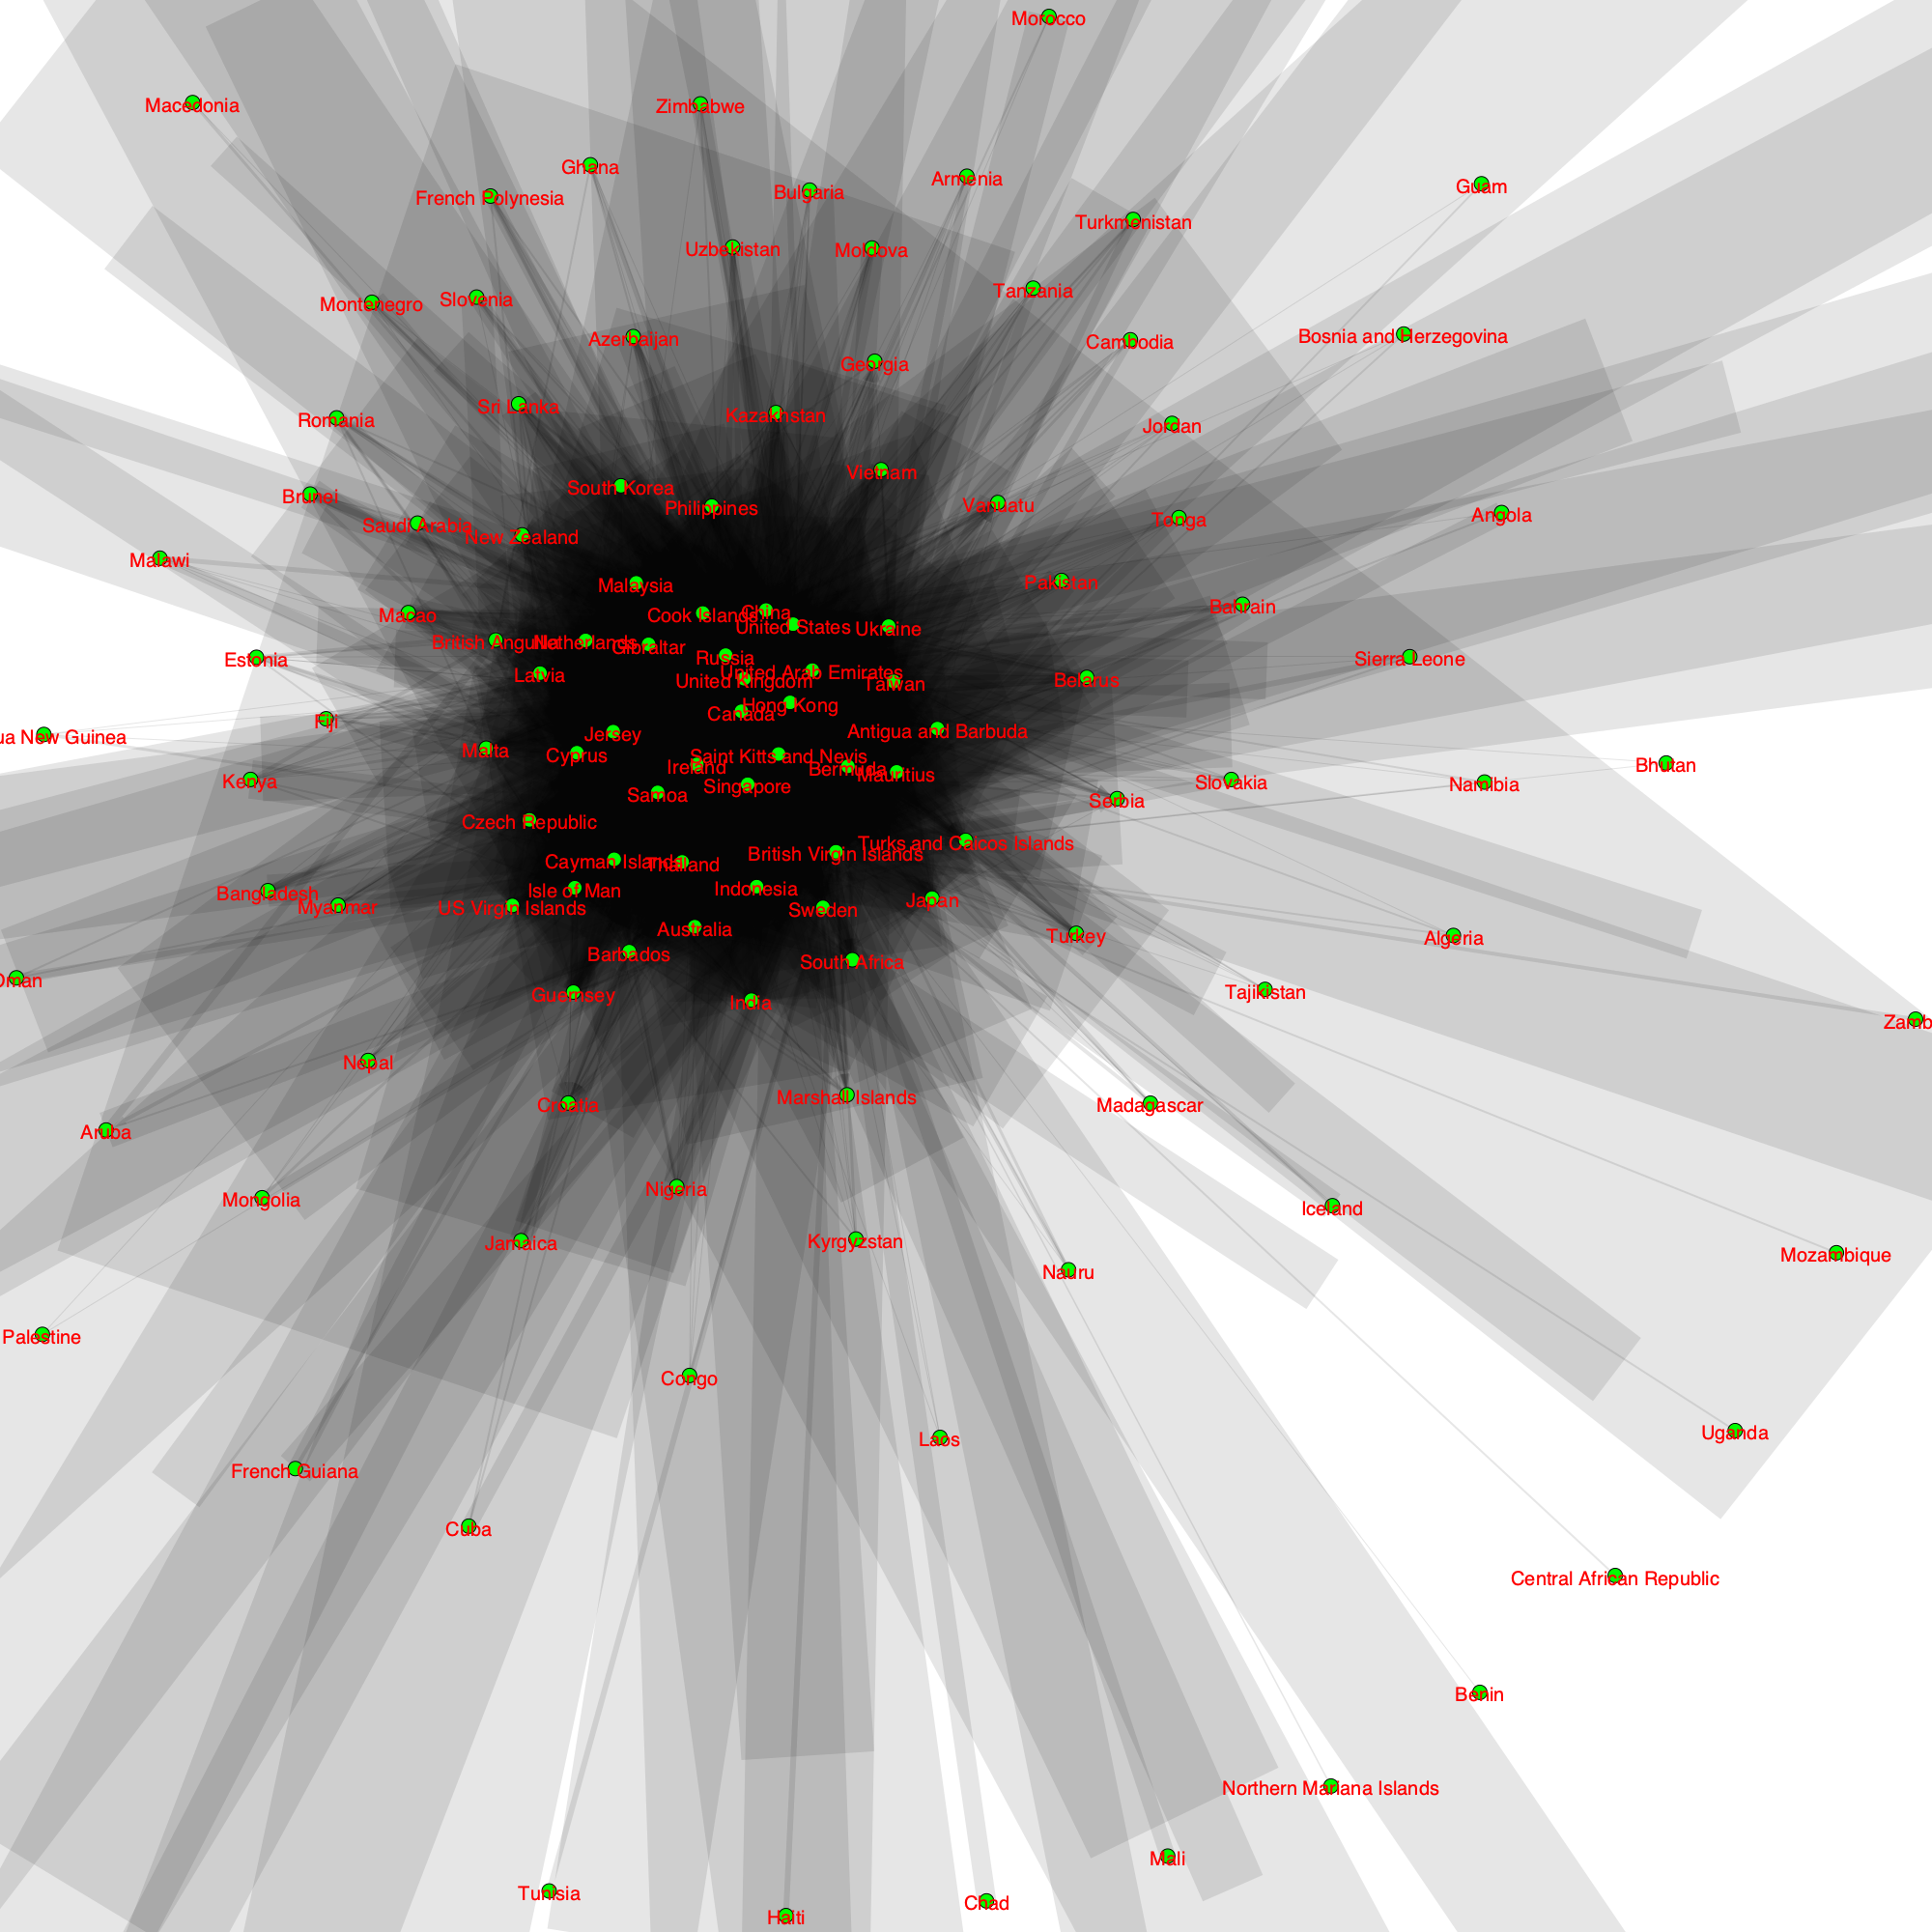 Morocco
Macedonia
Zimbabwe
Ghana
Armenia
Guam
French Polynesia
Bulgaria
Turkmenistan
Uzbekistan
Moldova
Tanzania
Slovenia
Montenegro
Azerbaijan
Cambodia
Bosnia and Herzegovina
Georgia
Sri Lanka
Kazakhstan
Romania
Jordan
Vietnam
South Korea
Brunei
Philippines
Vanuatu
Angola
Tonga
Saudi Arabia
New Zealand
Malawi
Pakistan
Malaysia
Bahrain
China
Macao
Cook Islands
United States
Ukraine
British Anguilla
Netherlands
Gibraltar
Russia
Estonia
Sierra Leone
United Arab Emirates
Latvia
United Kingdom
Taiwan
Belarus
Hong Kong
Canada
Fiji
Antigua and Barbuda
Jersey
ua New Guinea
Malta
Cyprus
Saint Kitts and Nevis
Ireland
Bermuda
Mauritius
Bhutan
Kenya
Slovakia
Namibia
Singapore
Samoa
Serbia
Czech Republic
Turks and Caicos Islands
British Virgin Islands
Cayman Islands
Thailand
Indonesia
Isle of Man
Bangladesh
Myanmar
US Virgin Islands
Sweden
Japan
Australia
Turkey
Algeria
Barbados
South Africa
Oman
Tajikistan
Guernsey
India
Zamb
Nepal
Marshall Islands
Croatia
Madagascar
Aruba
Nigeria
Mongolia
Iceland
Jamaica
Kyrgyzstan
Mozambique
Nauru
Palestine
Congo
Uganda
Laos
French Guiana
Cuba
Central African Republic
Benin
Northern Mariana Islands
Mali
Tunisia
Chad
Haiti